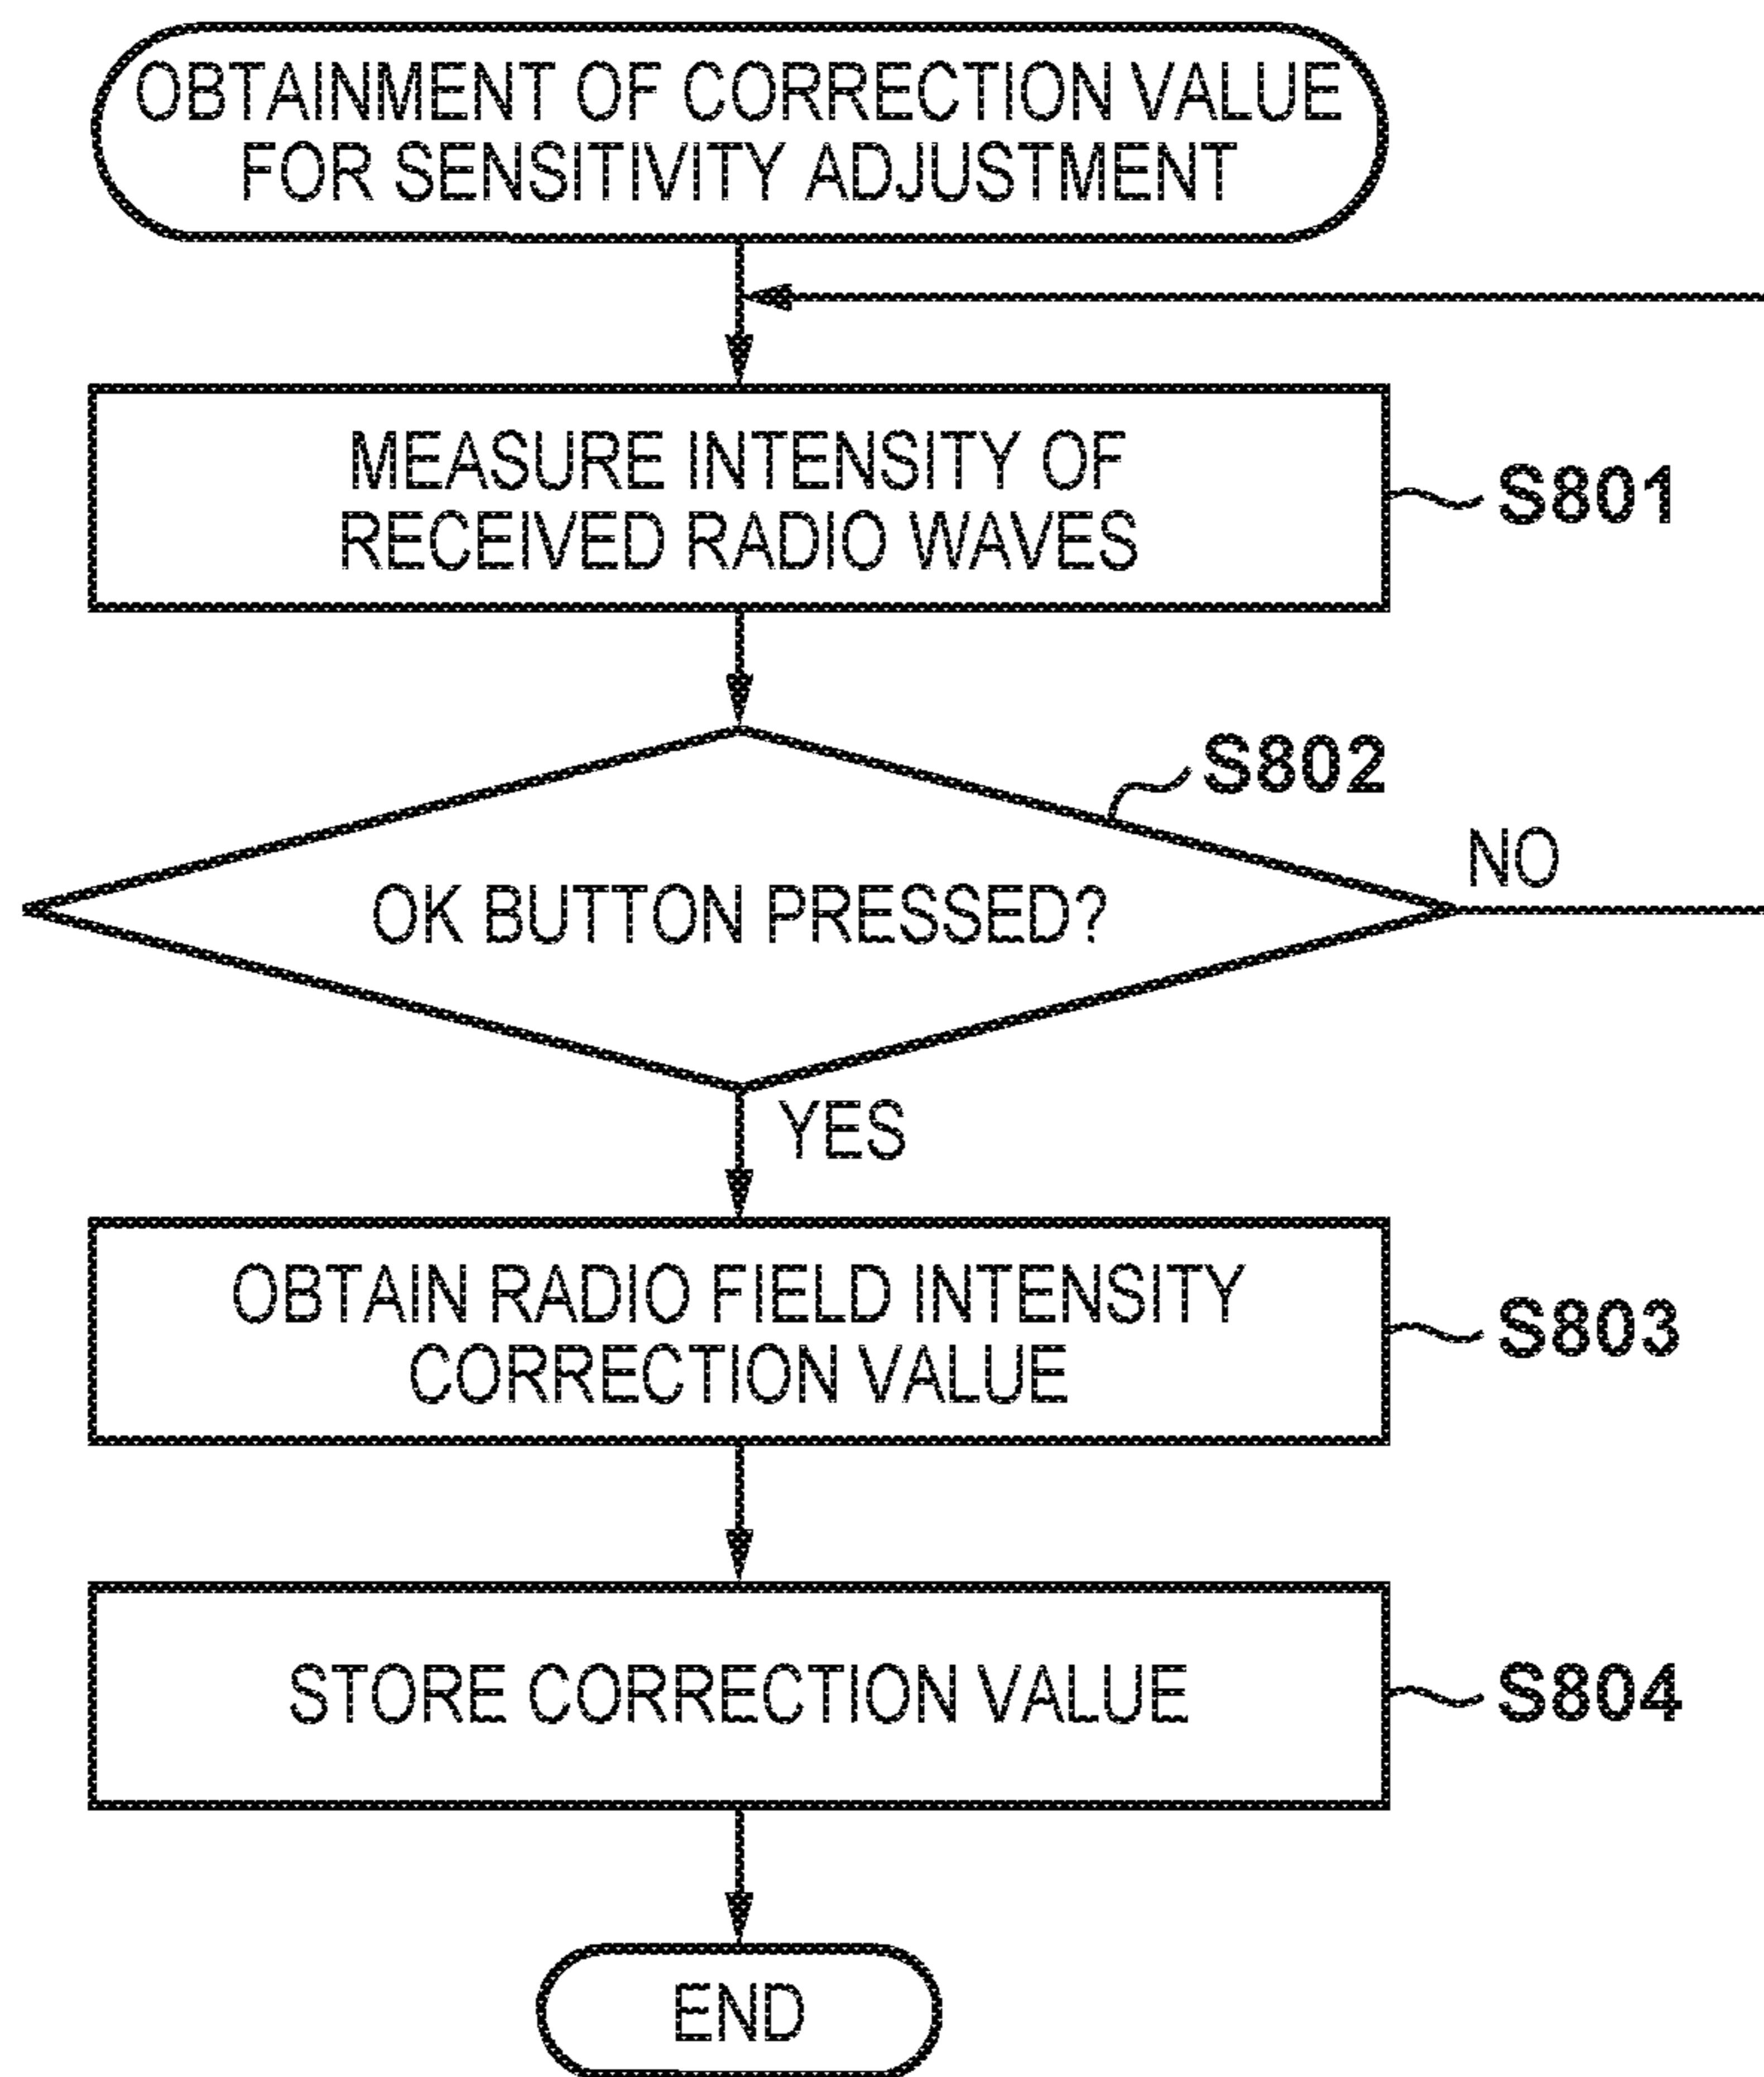 OBTAINMENT OF CORRECTION VALUE
FOR SENSITIVITY ADJUSTMENT
MEASURE INTENSITY OF
RECEIVED RADIO WAVES
S801
S802
OK BUTTON PRESSED?
NO
YES
OBTAIN RADIO FIELD INTENSITY
CORRECTION VALUE
S803
STORE CORRECTION VALUE
S804
END